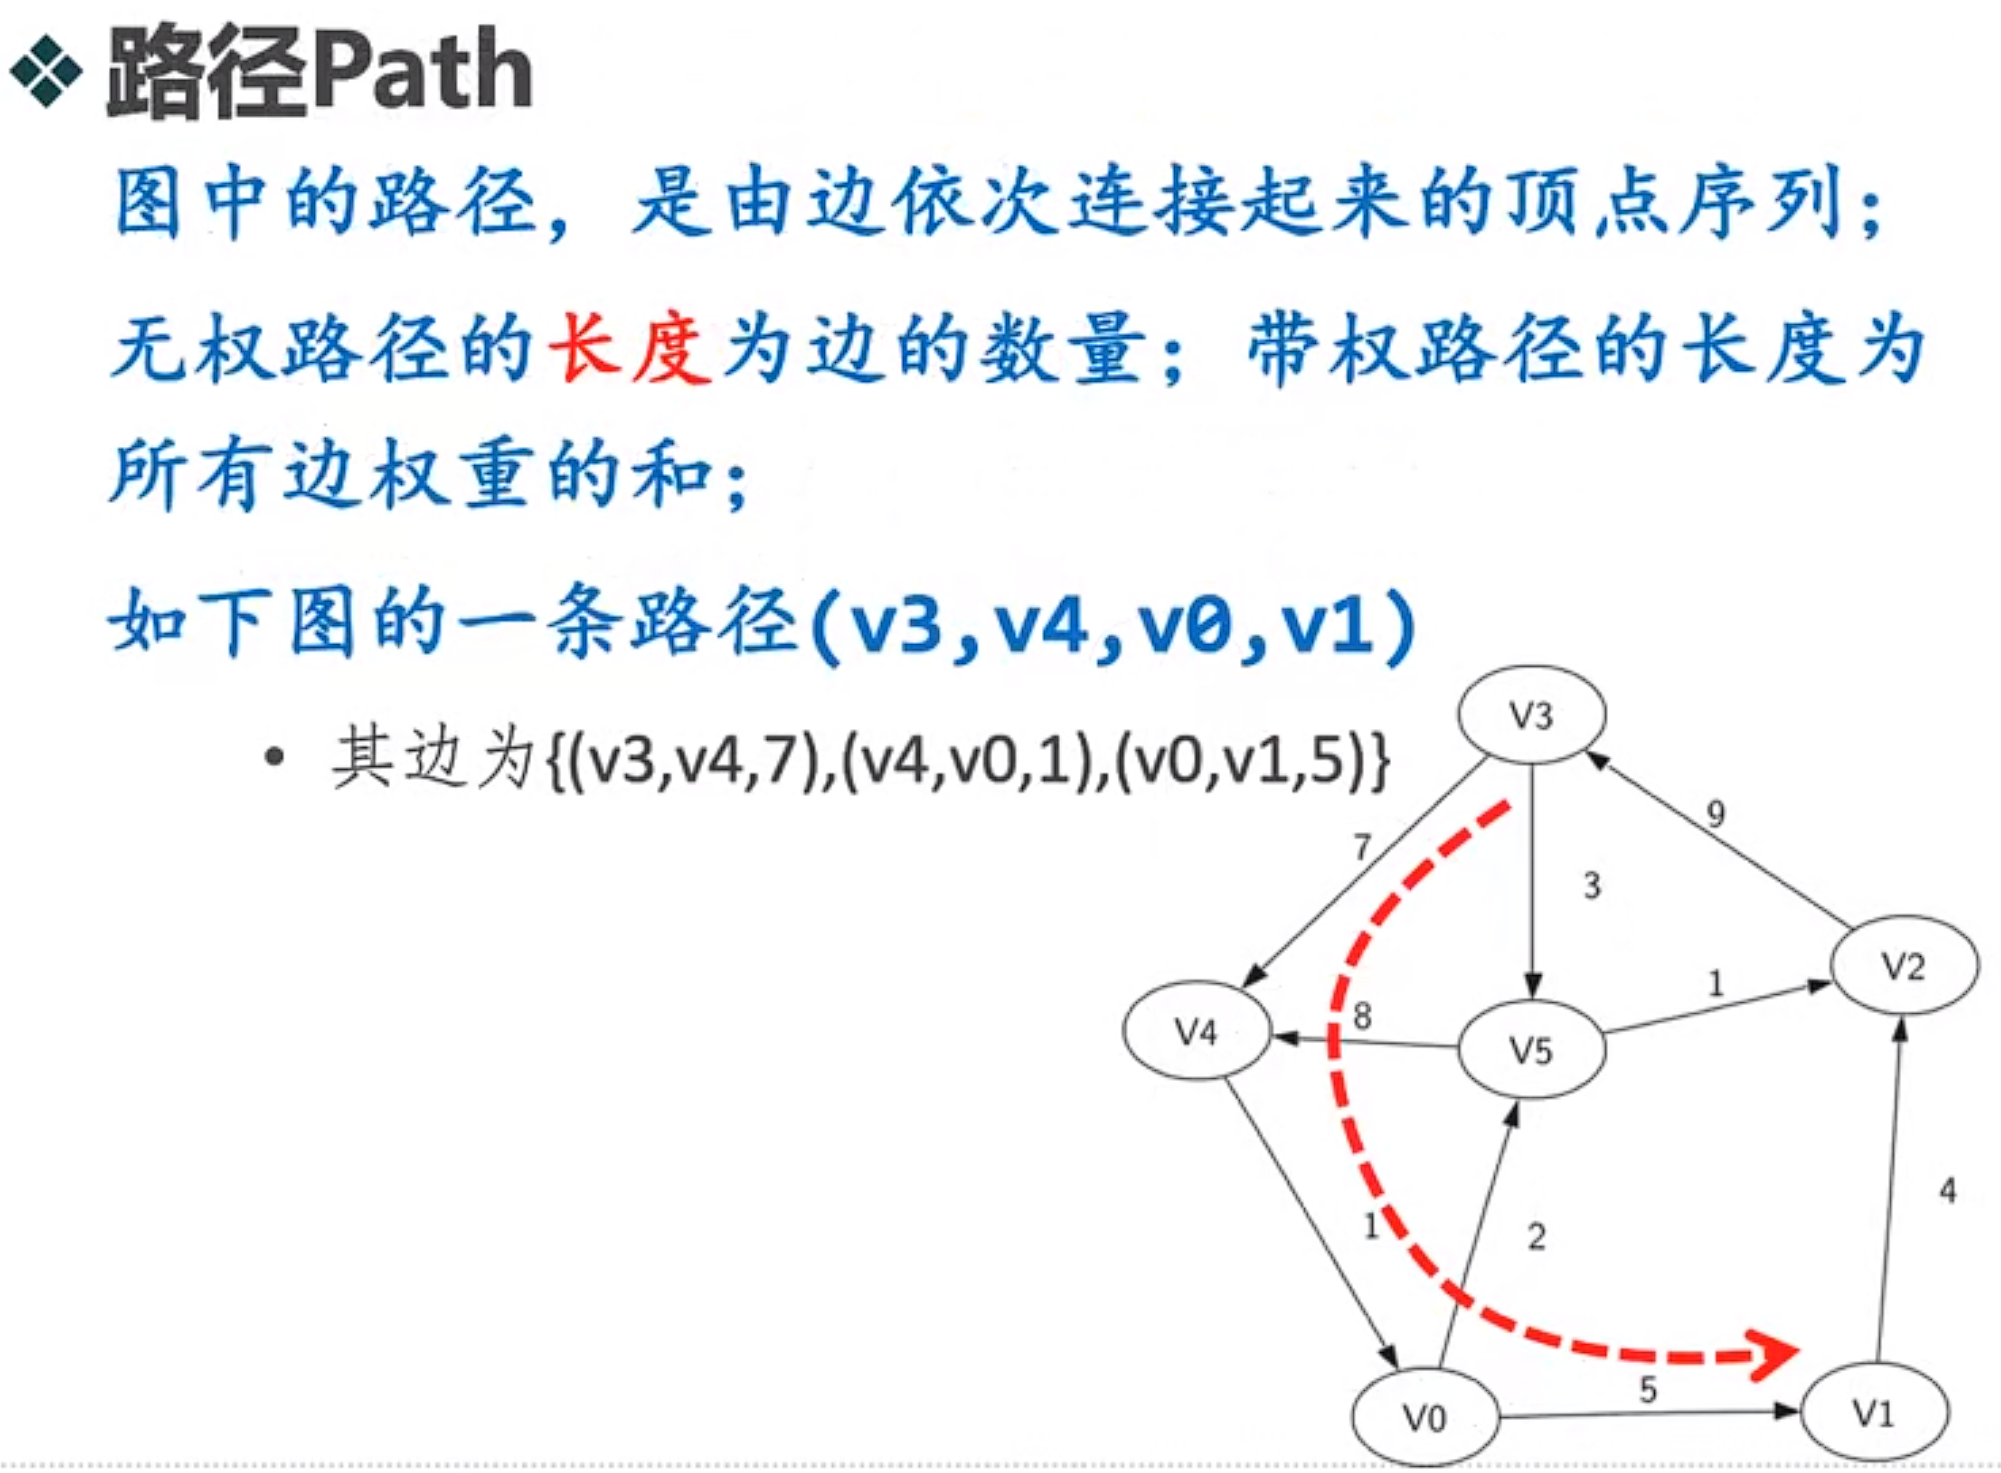 路径Path
图中的路径，是由边依次连接起来的顶点序列；
无权路径的长度为边的数量；带权路径的长度为
所有边权重的和；
如下图的一条路径(v3,v4,v0,v1)
• 其边为{(v3,v4,7),(v4,v0,1),(v0,v1,5)}
V3
9
7
3
V2
1
8
V4
V5
4
1
2
5
V0
V1